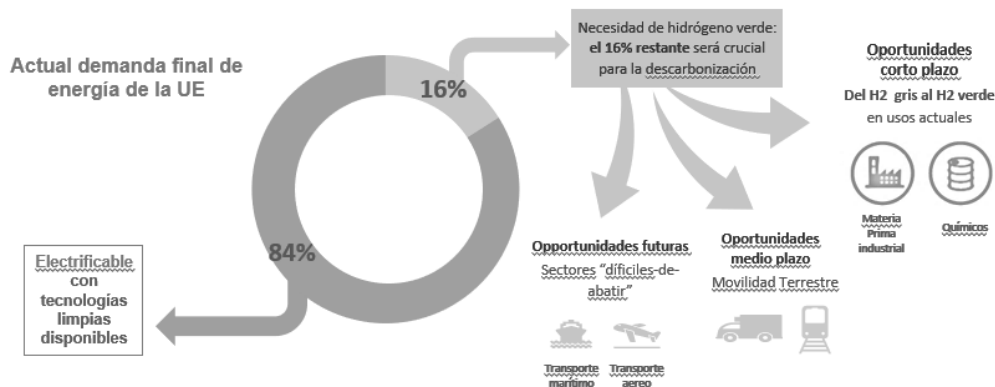 Actual demanda final de
energía de la UE
16%
84%
Electrificable
con
tecnologías
limpias
disponibles
Necesidad de hidrógeno verde:
el 16% restante será crucial
para la descarbonización
Opportunidades futuras
Sectores "díficiles-de-
abatir"
Transporte
marítimo
Transporte
aereo
Oportunidades
medio plazo
Movilidad Terrestre
Oportunidades
corto plazo
Del H2 gris al H2 verde
en usos actuales
Materia
Prima
industrial
Químicos